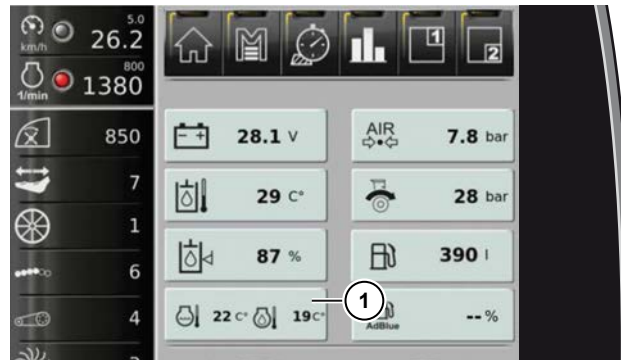 5.0
km/h 26.2
800
1/min 1380
850
7
1
6
4
1
2
- +
28.1 V
AIR
7.8 bar
29 C°
28 bar
87 %
390 l
1
22 C° 19 C°
AdBlue
-- %